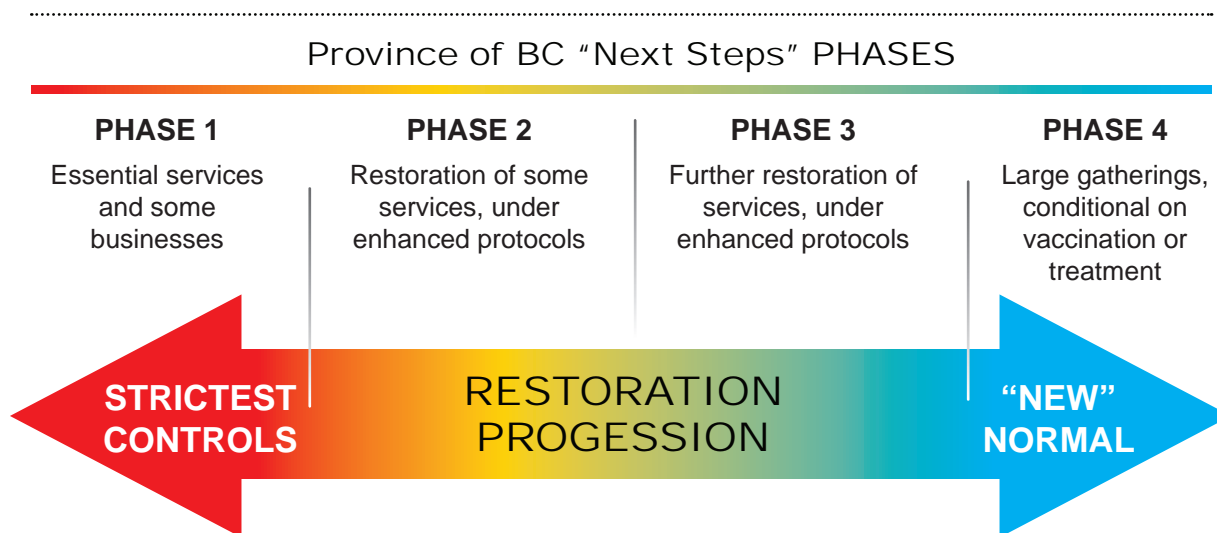 Province of BC “Next Steps” PHASES
PHASE 1
Essential services
and some
businesses
PHASE 2
Restoration of some
services, under
enhanced protocols
PHASE 3
Further restoration of
services, under
enhanced protocols
PHASE 4
Large gatherings,
conditional on
vaccination or
treatment
STRICTEST
CONTROLS
RESTORATION
PROGESSION
“NEW”
NORMAL